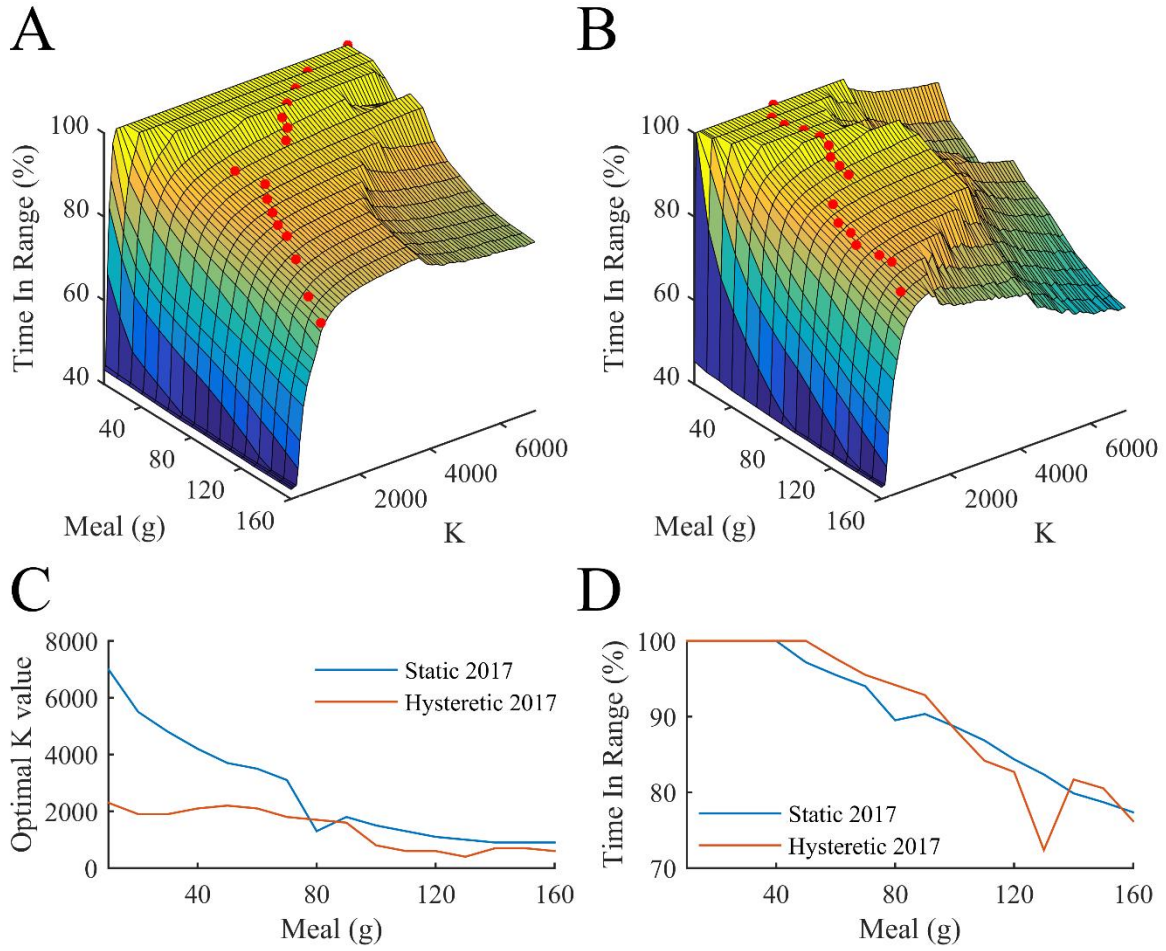 A
B
Time In Range (%)
100
80
60
40
40
80
120
160
Meal (g)
2000
4000
6000
K
Time In Range (%)
100
80
60
40
40
80
120
160
Meal (g)
2000
4000
6000
K
C
D
Optimal K value
8000
6000
4000
2000
0
Static 2017
Hysteretic 2017
40
80
120
160
Meal (g)
Time In Range (%)
100
90
80
70
Static 2017
Hysteretic 2017
40
80
120
160
Meal (g)